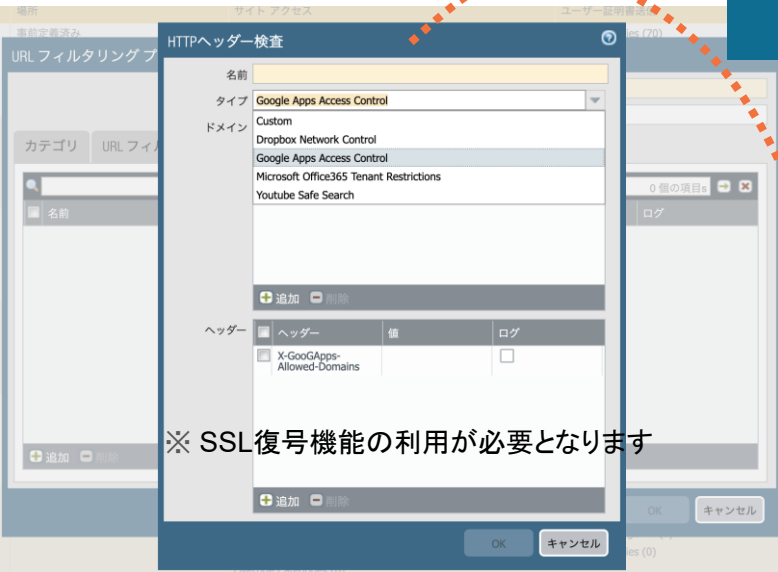 場所 サイト アクセス ユーザー証明書送信
事前定義済み ies (70)
URL フィルタリング プ
HTTPヘッダー検査
名前
タイプ Google Apps Access Control
ドメイン
Custom
Dropbox Network Control
Google Apps Access Control
Microsoft Office365 Tenant Restrictions
Youtube Safe Search
カテゴリ URL フィル
0 個の項目s
名前 ログ
追加 削除
ヘッダー ヘッダー 値 ログ
X-GooGApps-
Allowed-Domains
※ SSL復号機能の利用が必要となります
追加 削除
追加 削除
OK キャンセル
OK キャンセル
ies (0)